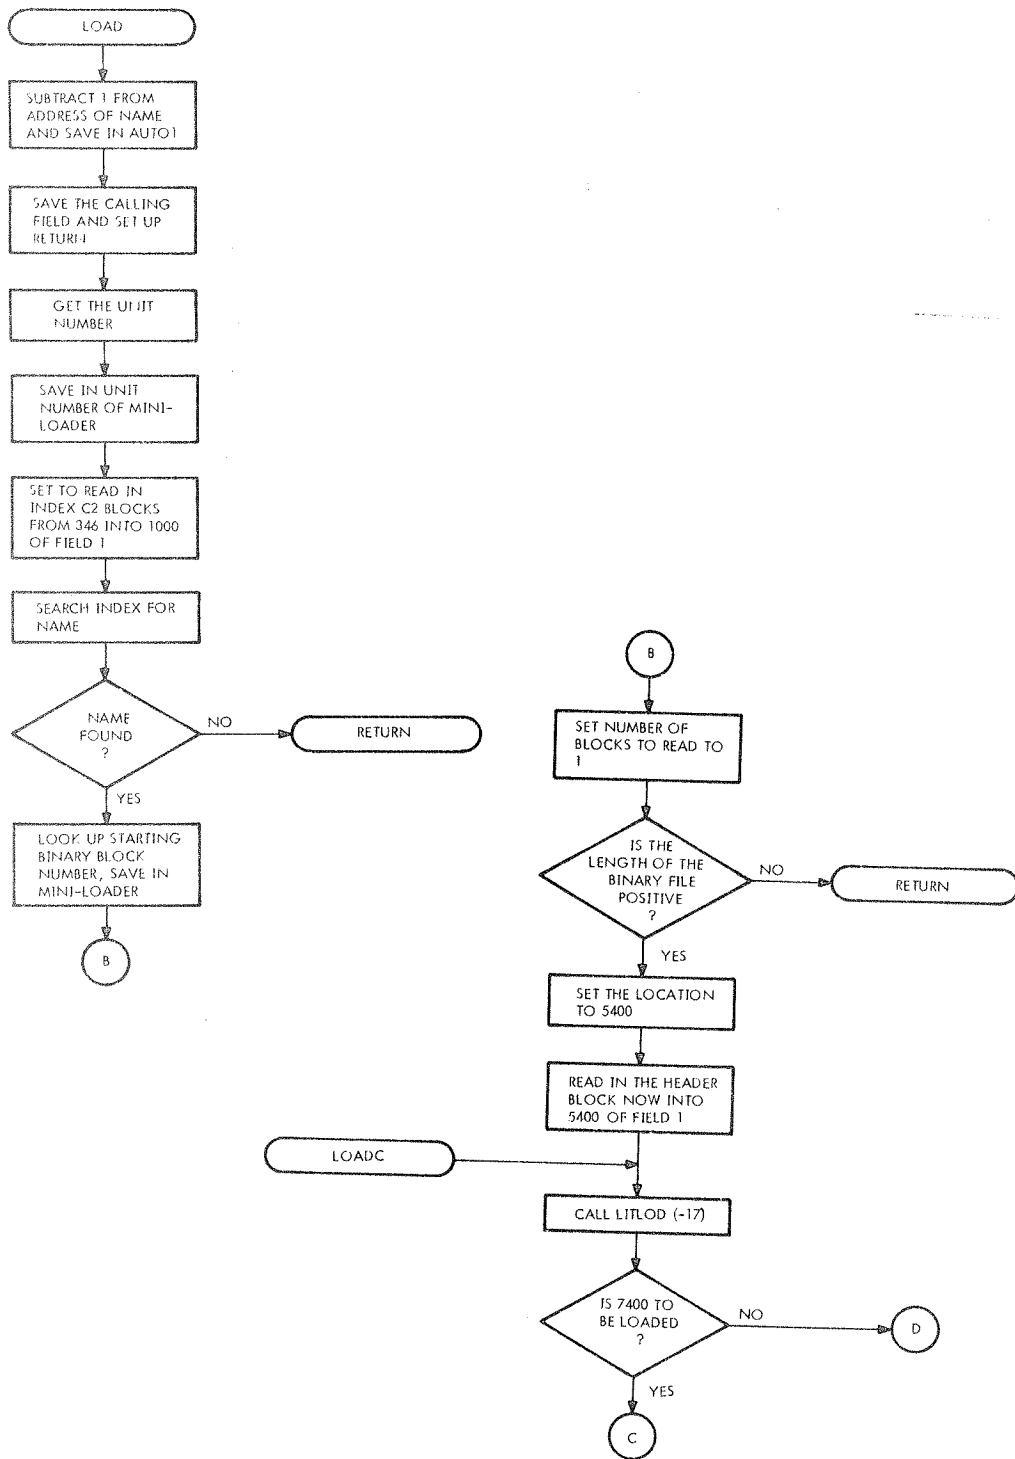 LOAD
SUBTRACT 1 FROM
ADDRESS OF NAME
AND SAVE IN AUTO1
SAVE THE CALLING
FIELD AND SET UP
RETURN
GET THE UNIT
NUMBER
SAVE IN UNIT
NUMBER OF MINI-
LOADER
SET TO READ IN
INDEX C2 BLOCKS
FROM 346 INTO 1000
OF FIELD 1
SEARCH INDEX FOR
NAME
NAME
FOUND
?
NO
RETURN
YES
LOOK UP STARTING
BINARY BLOCK
NUMBER, SAVE IN
MINI-LOADER
B
B
SET NUMBER OF
BLOCKS TO READ TO
1
IS THE
LENGTH OF THE
BINARY FILE
POSITIVE
?
NO
RETURN
YES
SET THE LOCATION
TO 5400
READ IN THE HEADER
BLOCK NOW INTO
5400 OF FIELD 1
LOADC
CALL LITLOD (-17)
IS 7400 TO
BE LOADED
?
NO
D
YES
C